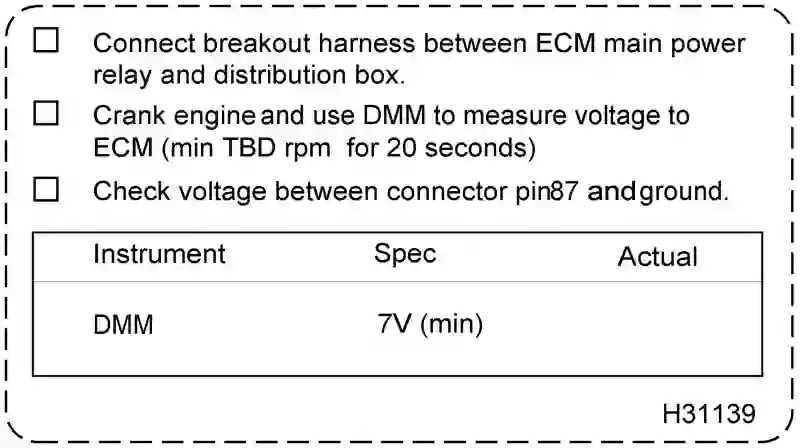 Connect breakout harness between ECM main power
relay and distribution box.
Crank engine and use DMM to measure voltage to
ECM (min TBD rpm for 20 seconds)
Check voltage between connector pin87 and ground.
Instrument Spec Actual
DMM 7V (min)
H31139